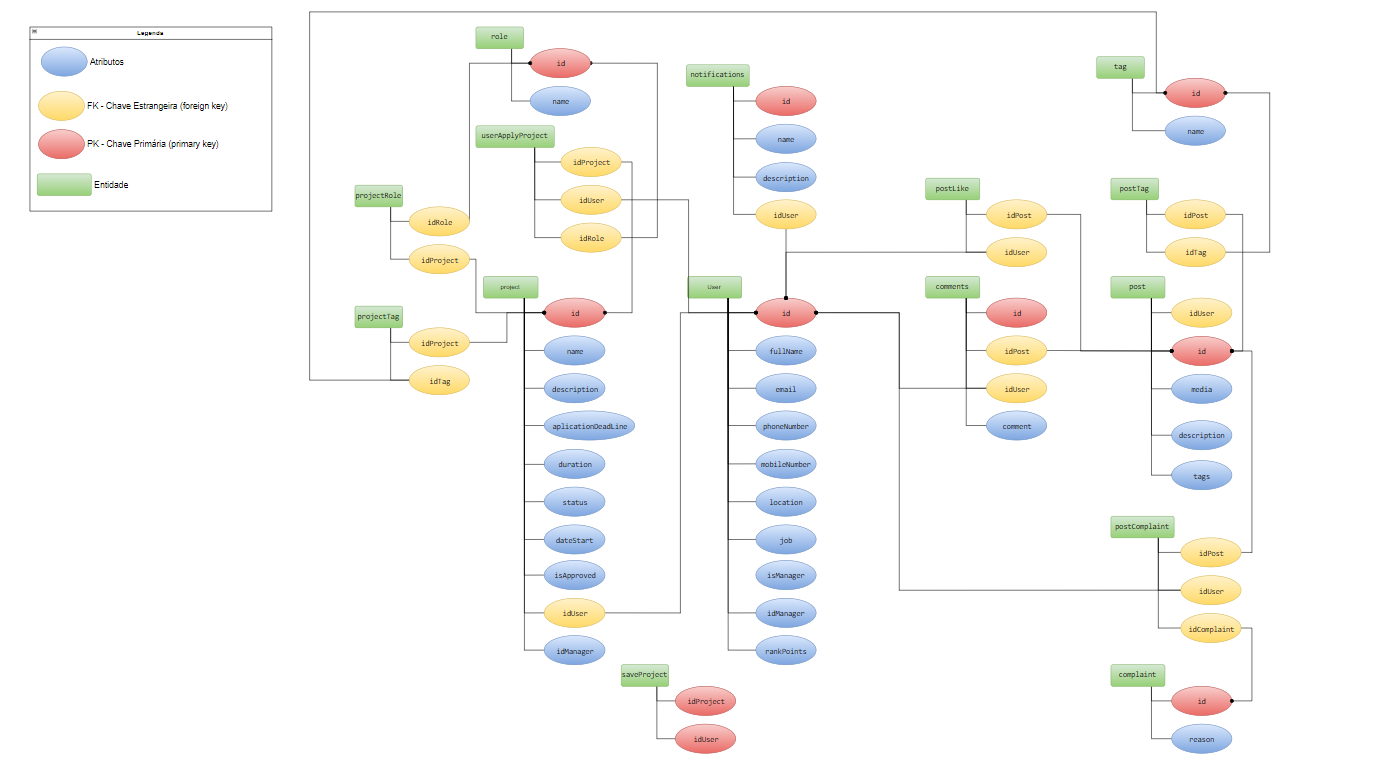 Legenda
Atributos
FK - Chave Estrangeira (foreign key)
PK - Chave Primária (primary key)
Entidade
role
id
name
userApplyProject
idProject
idUser
idRole
projectRole
idRole
idProject
projectTag
idProject
idTag
project
id
name
description
aplicationDeadLine
duration
status
dateStart
isApproved
idUser
idManager
notifications
id
name
description
idUser
User
id
fullName
email
phoneNumber
mobileNumber
location
job
isManager
idManager
rankPoints
saveProject
idProject
idUser
postLike
idPost
idUser
comments
id
idPost
idUser
comment
tag
id
name
postTag
idPost
idTag
post
idUser
id
media
description
tags
postComplaint
idPost
idUser
idComplaint
complaint
id
reason